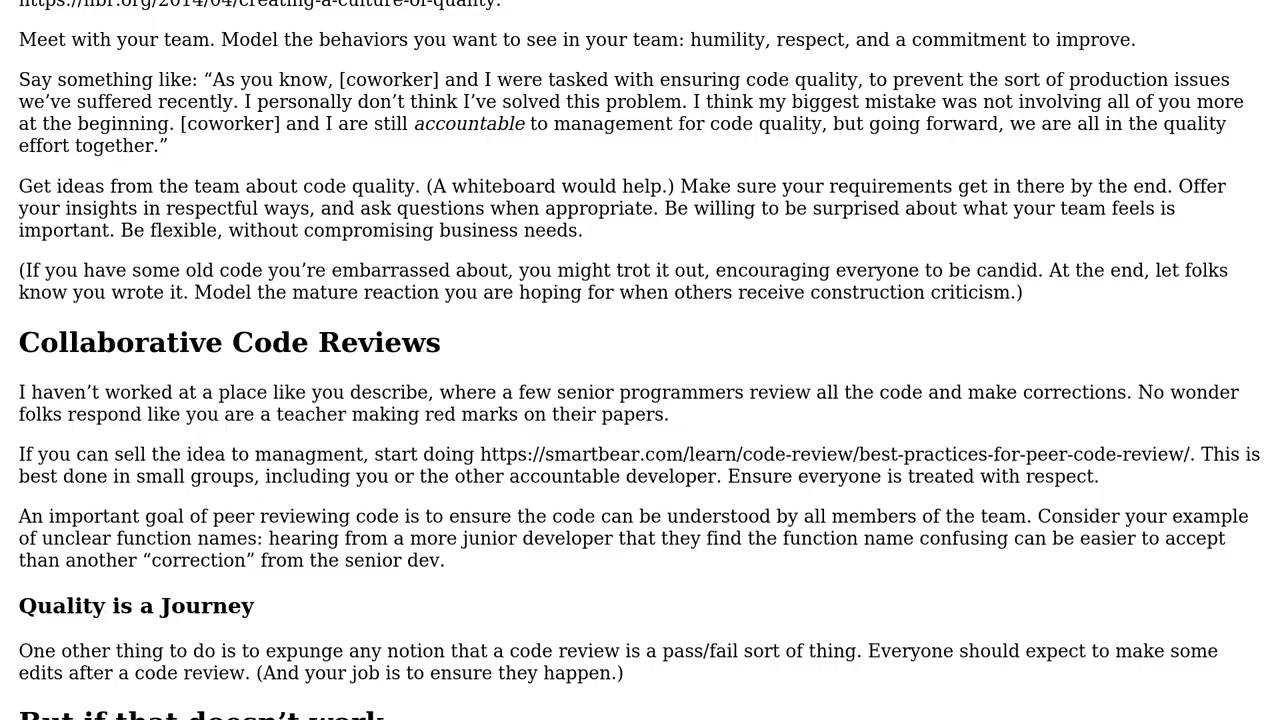 https://hbr.org/2014/04/creating-a-culture-of-quality.
Meet with your team. Model the behaviors you want to see in your team: humility, respect, and a commitment to improve.
Say something like: “As you know, [coworker] and I were tasked with ensuring code quality, to prevent the sort of production issues
we’ve suffered recently. I personally don’t think I’ve solved this problem. I think my biggest mistake was not involving all of you more
at the beginning. [coworker] and I are still accountable to management for code quality, but going forward, we are all in the quality
effort together.”
Get ideas from the team about code quality. (A whiteboard would help.) Make sure your requirements get in there by the end. Offer
your insights in respectful ways, and ask questions when appropriate. Be willing to be surprised about what your team feels is
important. Be flexible, without compromising business needs.
(If you have some old code you’re embarrassed about, you might trot it out, encouraging everyone to be candid. At the end, let folks
know you wrote it. Model the mature reaction you are hoping for when others receive construction criticism.)
Collaborative Code Reviews
I haven’t worked at a place like you describe, where a few senior programmers review all the code and make corrections. No wonder
folks respond like you are a teacher making red marks on their papers.
If you can sell the idea to managment, start doing https://smartbear.com/learn/code-review/best-practices-for-peer-code-review/. This is
best done in small groups, including you or the other accountable developer. Ensure everyone is treated with respect.
An important goal of peer reviewing code is to ensure the code can be understood by all members of the team. Consider your example
of unclear function names: hearing from a more junior developer that they find the function name confusing can be easier to accept
than another “correction” from the senior dev.
Quality is a Journey
One other thing to do is to expunge any notion that a code review is a pass/fail sort of thing. Everyone should expect to make some
edits after a code review. (And your job is to ensure they happen.)
But if that doesn’t work